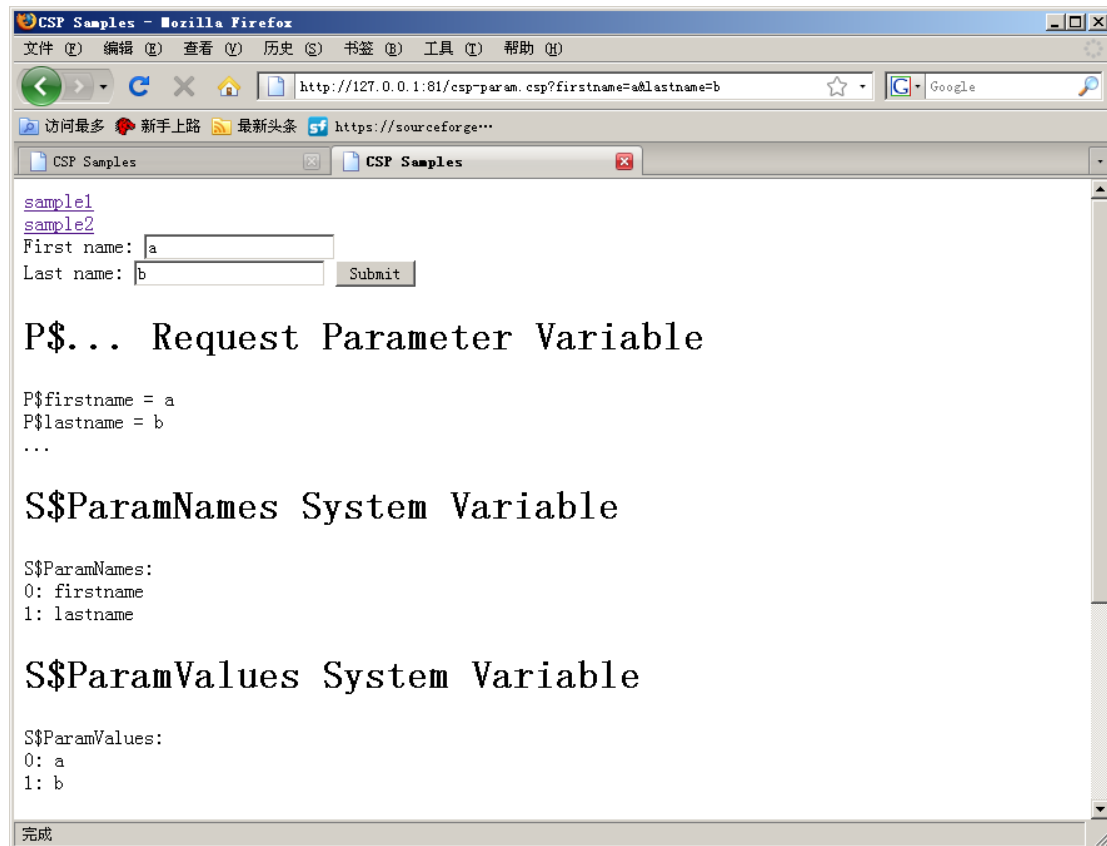 CSP Samples - Mozilla Firefox
文件 (F) 编辑 (E) 查看 (V) 历史 (S) 书签 (B) 工具 (T) 帮助 (H)
http://127.0.0.1:81/csp-param.csp?firstname=a&lastname=b
G Google
访问最多 新手上路 最新头条 sf https://sourceforge…
CSP Samples CSP Samples
sample1
sample2
First name: a
Last name: b Submit
P$... Request Parameter Variable
P$firstname = a
P$lastname = b
...
S$ParamNames System Variable
S$ParamNames:
0: firstname
1: lastname
S$ParamValues System Variable
S$ParamValues:
0: a
1: b
完成